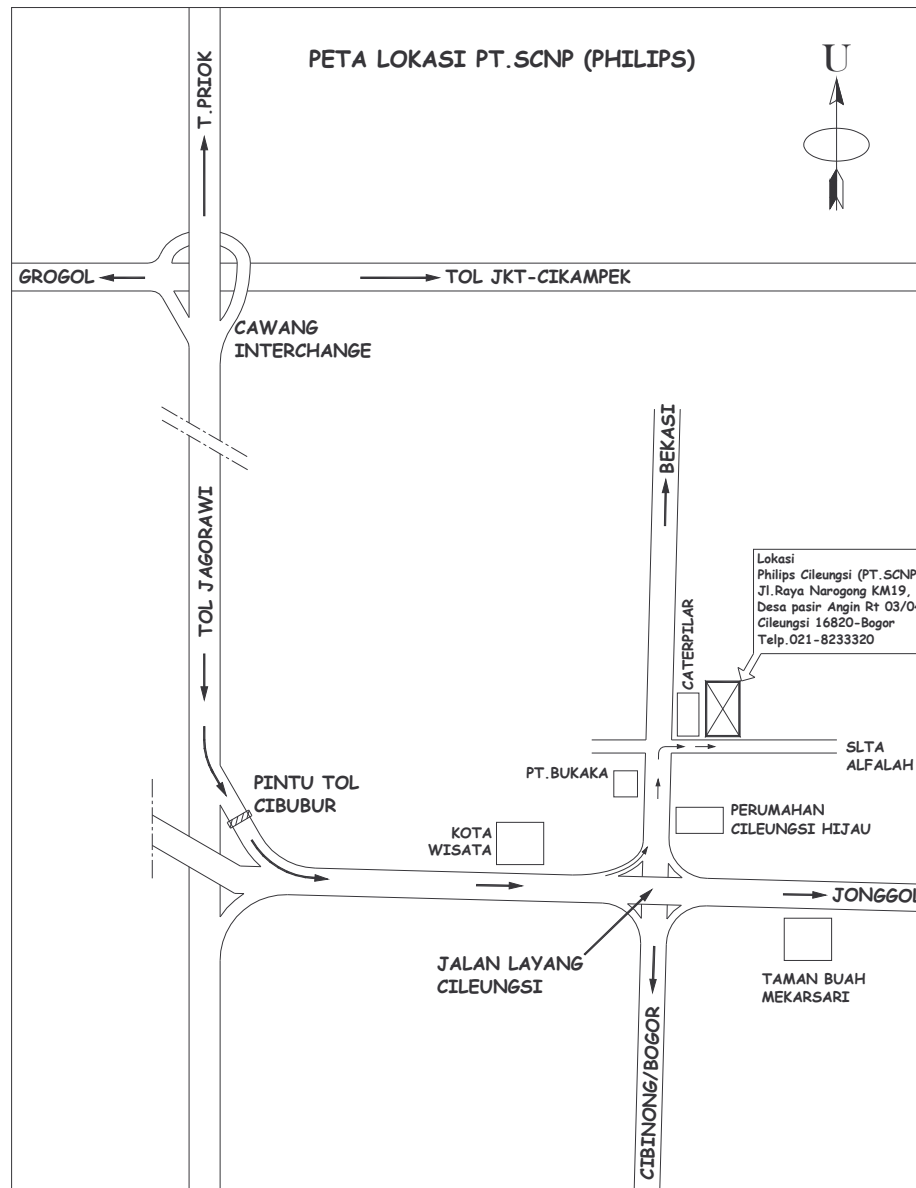 PETA LOKASI PT.SCNP (PHILIPS)
U
T.PRIOK
GROGOL
TOL JKT-CIKAMPEK
CAWANG
INTERCHANGE
BEKASI
TOL JAGORAWI
Lokasi
Philips Cileungsi (PT.SCNP
Jl.Raya Narogong KM19,
Desa pasir Angin Rt 03/04
Cileungsi 16820-Bogor
Telp.021-8233320
CATERPILAR
SLTA
ALFALAH
PT.BUKAKA
PINTU TOL
CIBUBUR
PERUMAHAN
CILEUNGSI HIJAU
KOTA
WISATA
JONGGOL
JALAN LAYANG
CILEUNGSI
TAMAN BUAH
MEKARSARI
CIBINONG/BOGOR